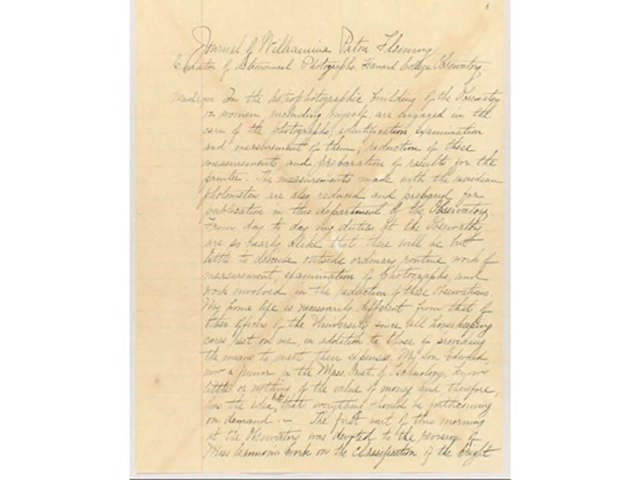 Journal of Williamina Paton Fleming
Curator of Astronomical Photographs, Harvard College Observatory
In the Astrophotographic building of the Observatory
12 women, including myself, are engaged in the
care of the photographs; identification, examination
and measurement of them; reduction of these
measurements, and preparation of results for the
printer. The measurements made with the meridian
photometers are also reduced and prepared for
publication in this department of the Observatory.
From day to day my duties at the Observatory
are so nearly alike that there will be but
little to describe outside ordinary routine work of
measurement, examination of photographs, and
work involved in the reduction of these observations.
My home life is necessarily different from that of
other officers of the University since all housekeeping
cares rest on me, in addition to those of providing
the means to meet their expenses. My son Edward
now a junior in the Mass. Inst. of Technology, knows
little or nothing of the value of money and, therefore,
has the idea that everything should be forthcoming
on demand. — The first part of this morning
at the Observatory was devoted to the revising of
Miss Cannon's work on the classification of the bright